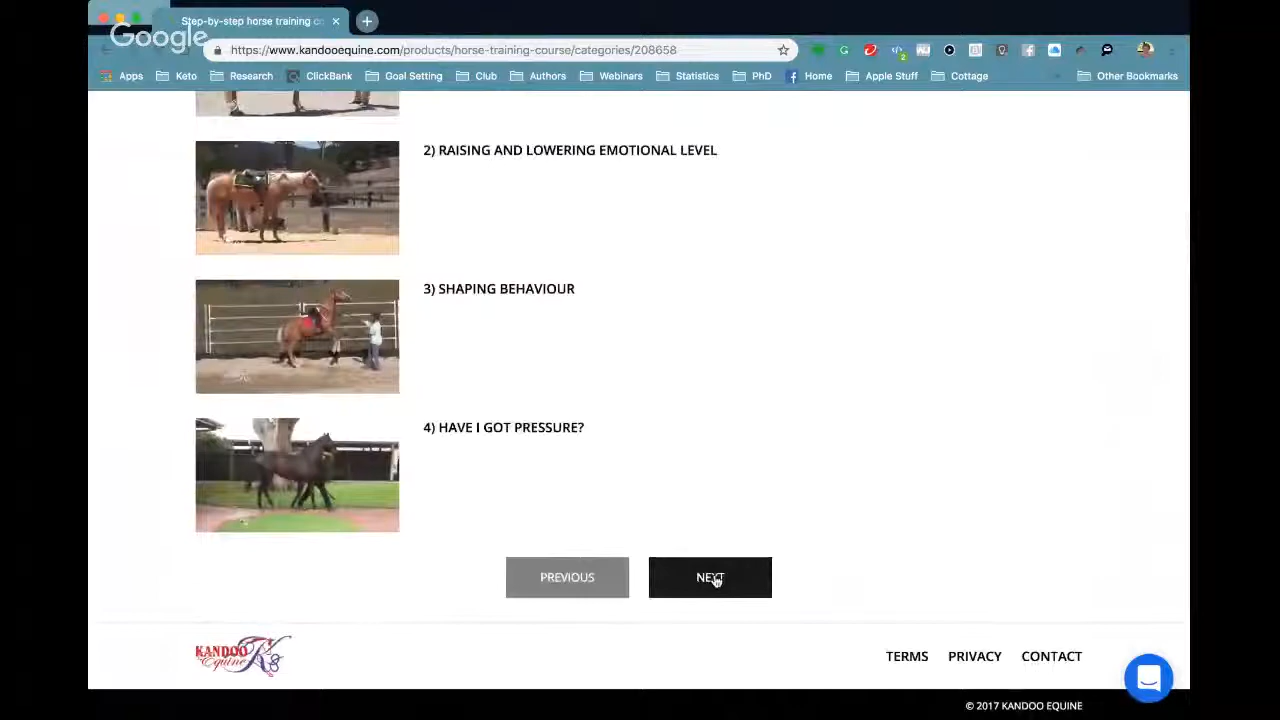 Step-by-step horse training c
Google
https://www.kandooequine.com/products/horse-training-course/categories/208658
Apps Keto Research ClickBank Goal Setting Club Authors Webinars Statistics PhD Home Apple Stuff Cottage Other Bookmarks
2) RAISING AND LOWERING EMOTIONAL LEVEL
3) SHAPING BEHAVIOUR
4) HAVE I GOT PRESSURE?
PREVIOUS NEXT
KANDOO
Equine
TERMS PRIVACY CONTACT
© 2017 KANDOO EQUINE